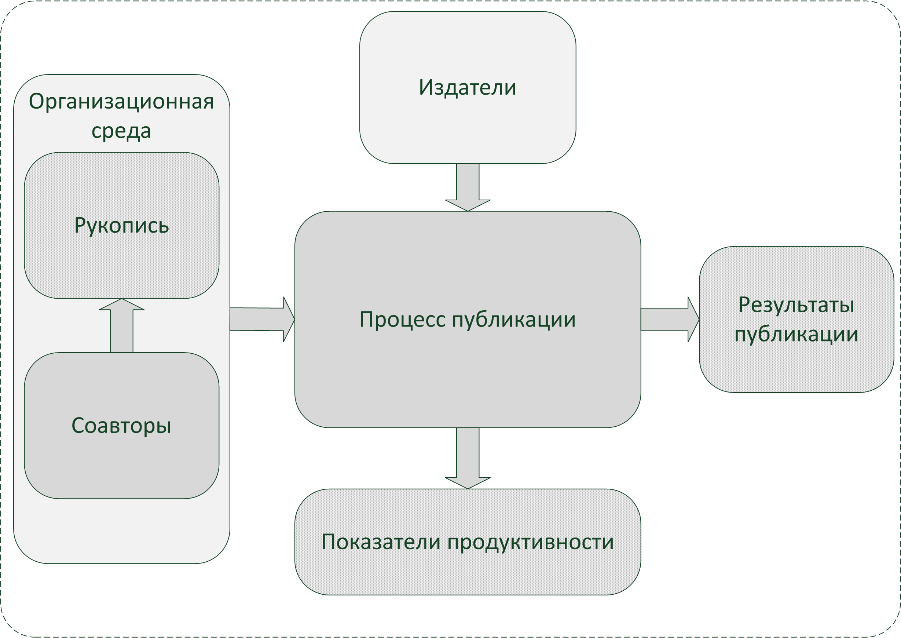 Издатели
Организационная
среда
Рукопись
Процесс публикации
Результаты
публикации
Соавторы
Показатели продуктивности